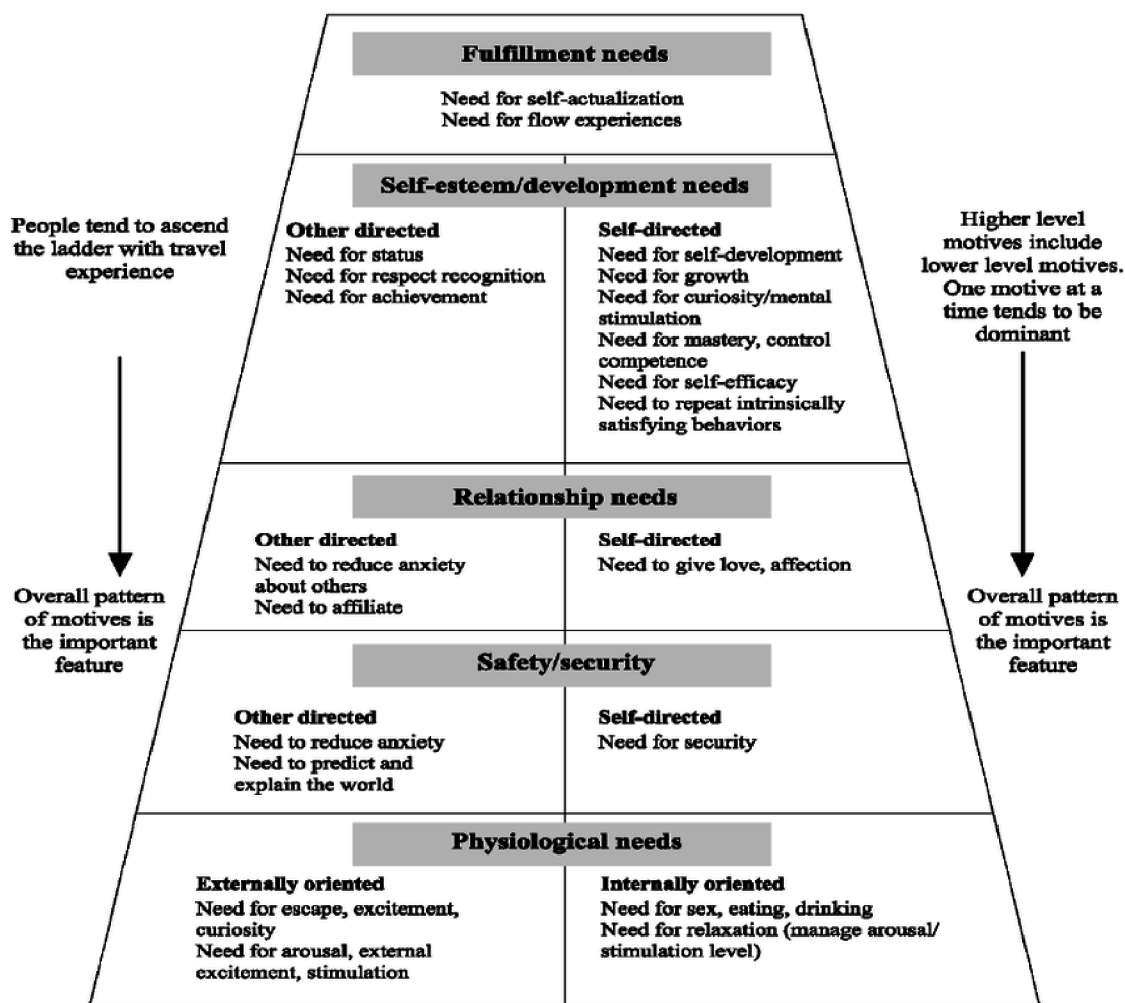 Fulfillment needs
Need for self-actualization
Need for flow experiences
Self-esteem/development needs
Other directed
Need for status
Need for respect recognition
Need for achievement
Self-directed
Need for self-development
Need for growth
Need for curiosity/mental
stimulation
Need for mastery, control
competence
Need for self-efficacy
Need to repeat intrinsically
satisfying behaviors
People tend to ascend
the ladder with travel
experience
Higher level
motives include
lower level motives.
One motive at a
time tends to be
dominant
Relationship needs
Other directed
Need to reduce anxiety
about others
Need to affiliate
Self-directed
Need to give love, affection
Overall pattern
of motives is
the important
feature
Overall pattern
of motives is
the important
feature
Safety/security
Other directed
Need to reduce anxiety
Need to predict and
explain the world
Self-directed
Need for security
Physiological needs
Externally oriented
Need for escape, excitement,
curiosity
Need for arousal, external
excitement, stimulation
Internally oriented
Need for sex, eating, drinking
Need for relaxation (manage arousal/
stimulation level)